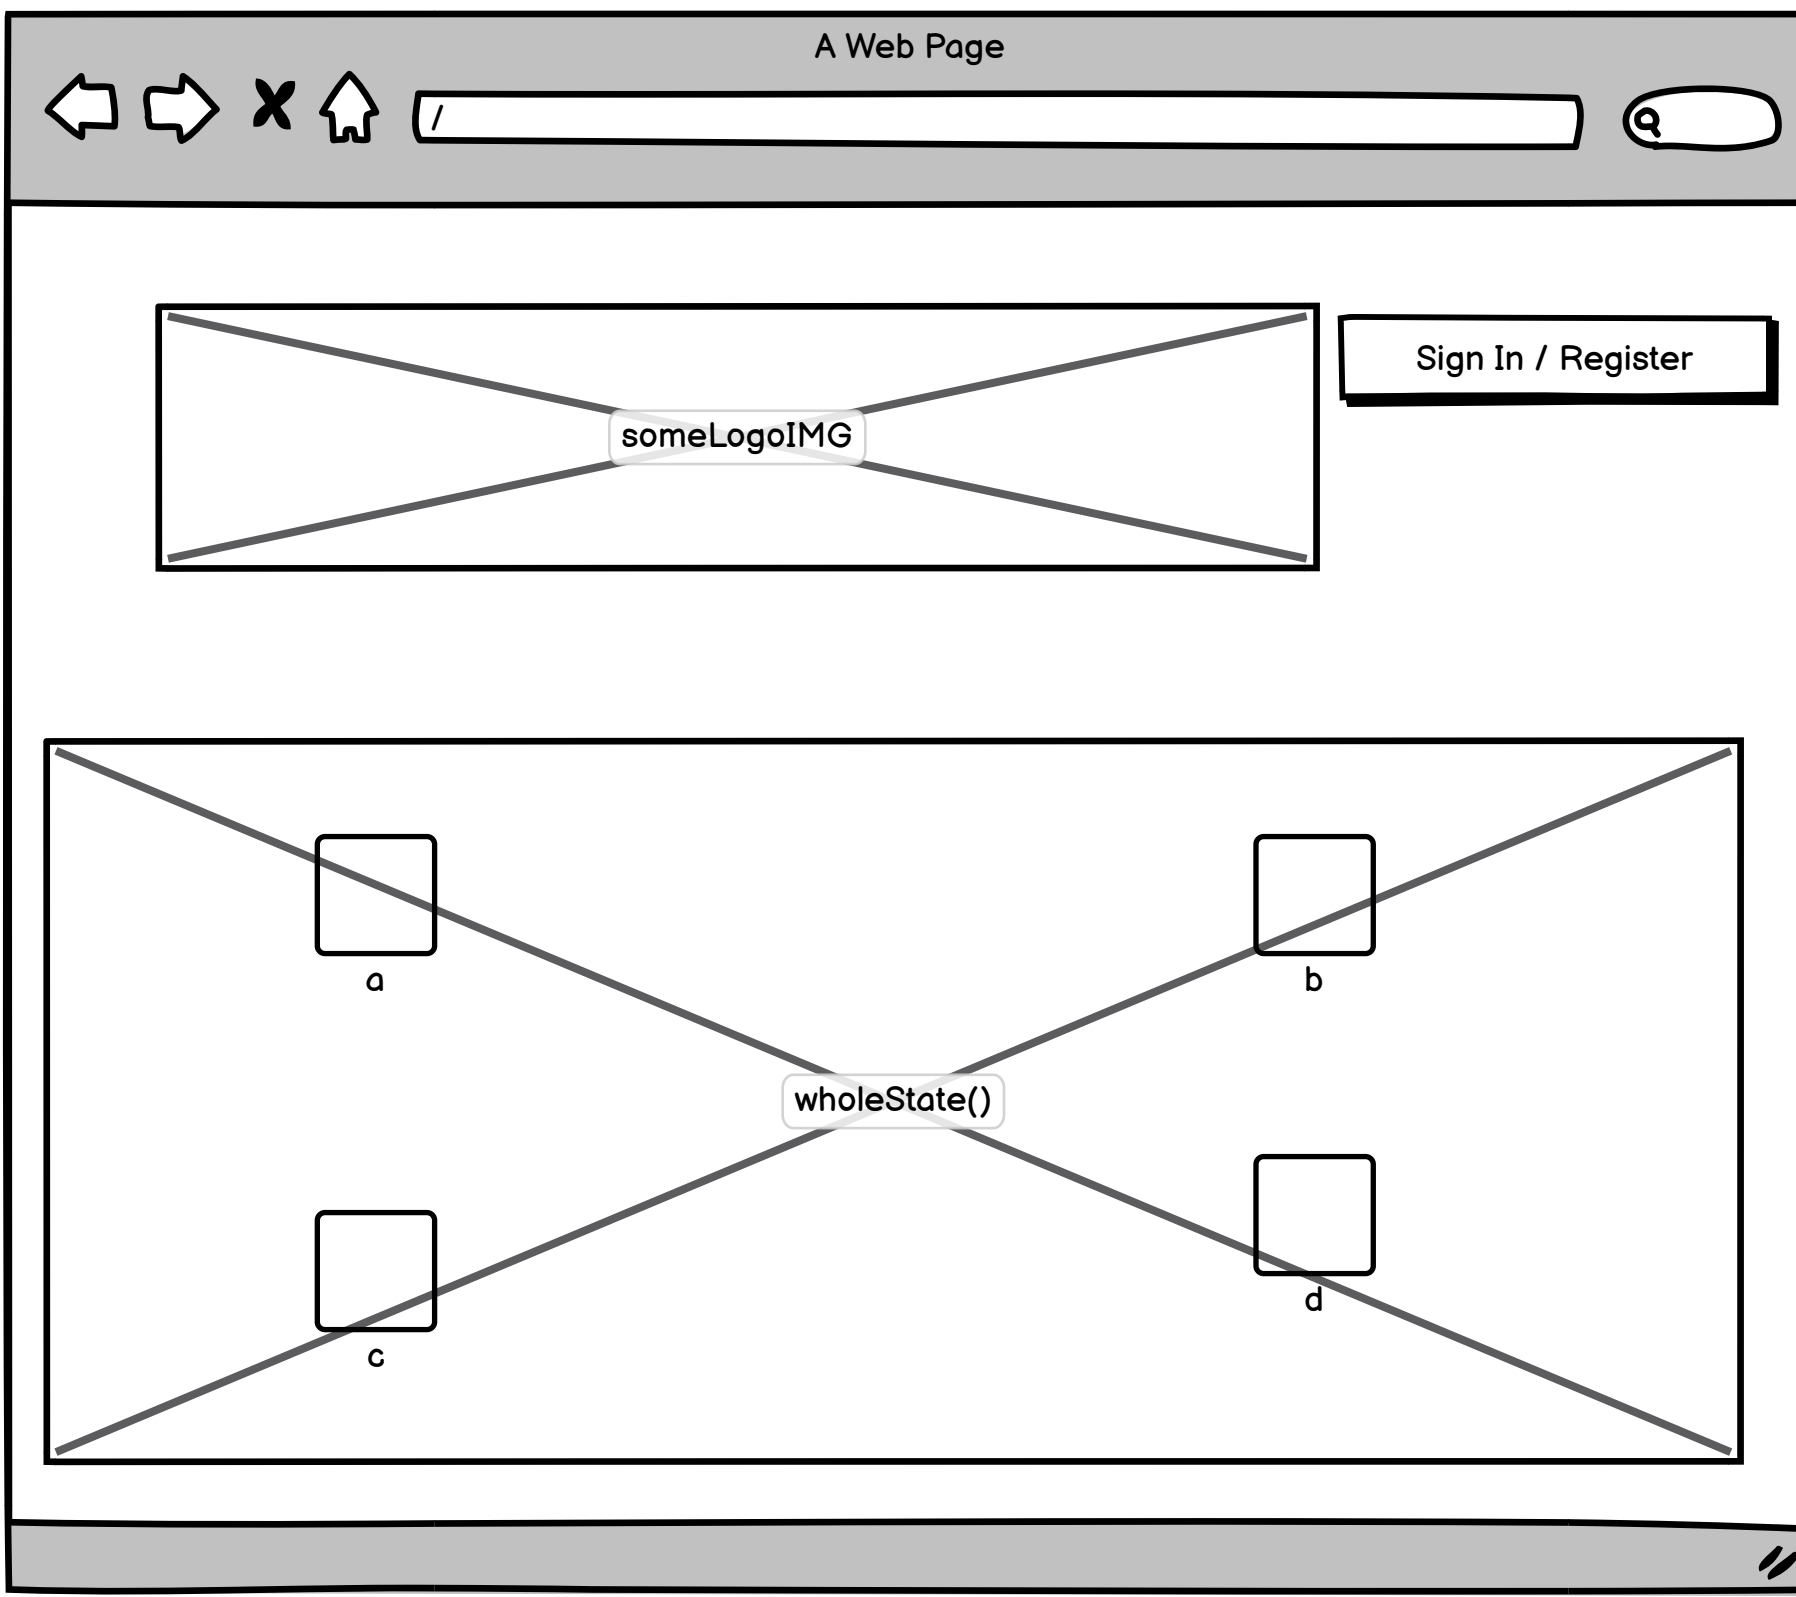 A Web Page
/
Sign In / Register
someLogoIMG
a
b
wholeState()
c
d